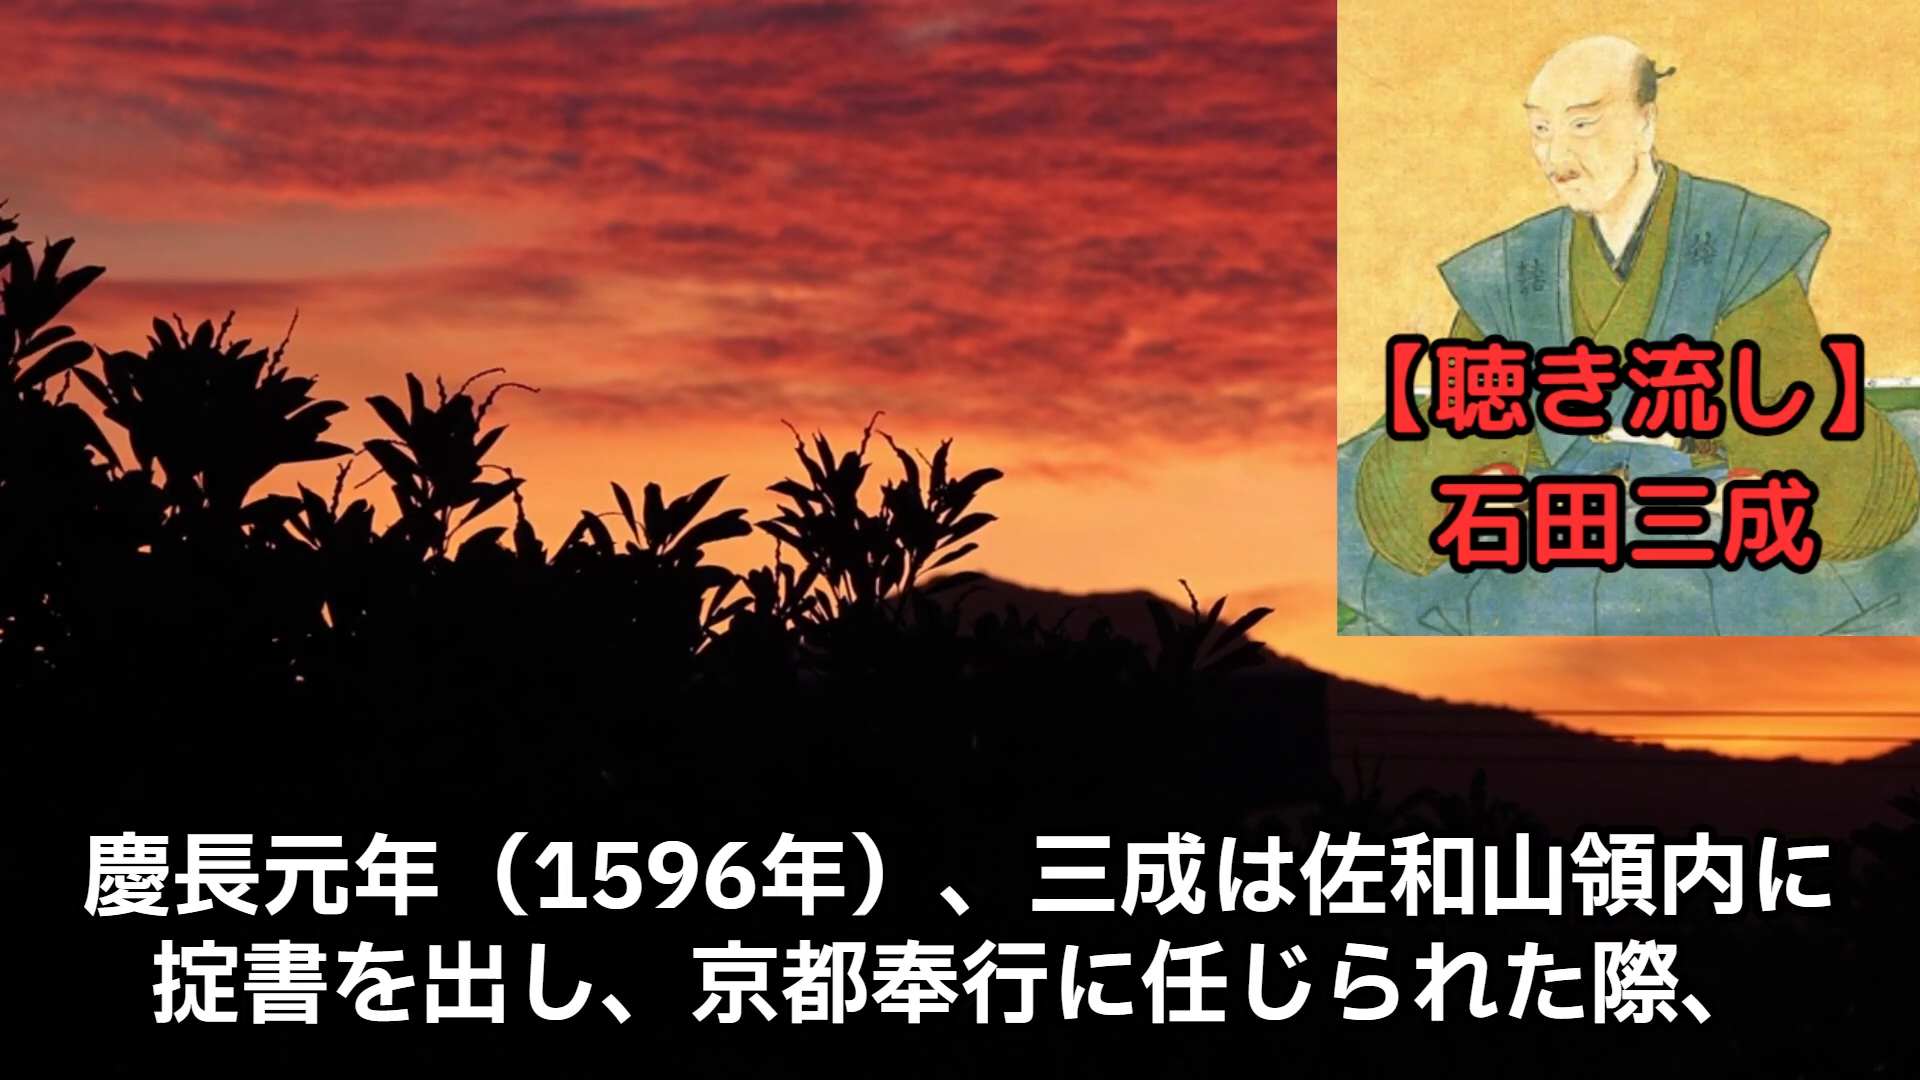 【聴き流し】
石田三成
慶長元年（1596年）、三成は佐和山領内に
掟書を出し、京都奉行に任じられた際、